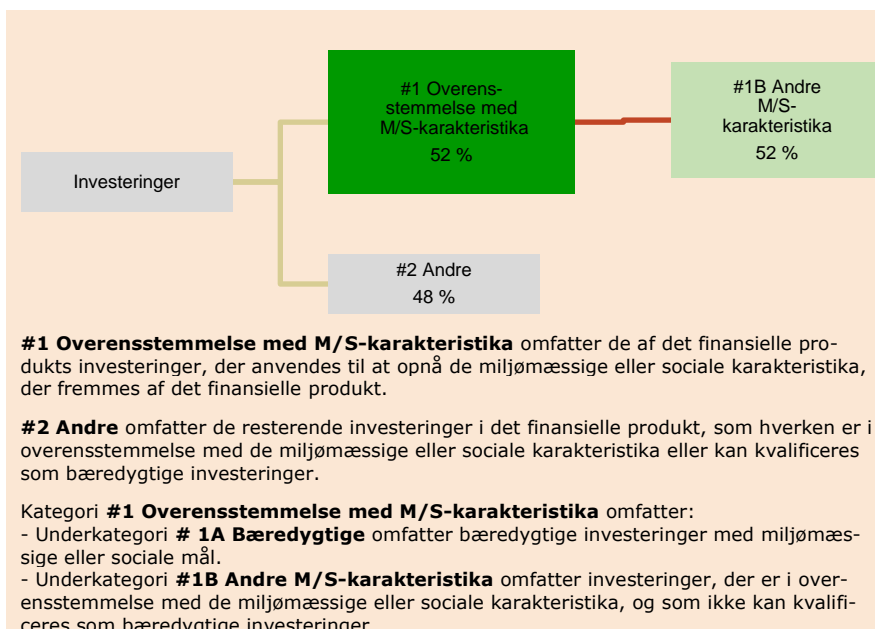 #1 Overens-
stemmelse med
M/S-karakteristika
52 %
#1B Andre
M/S-
karakteristika
52 %
Investeringer
#2 Andre
48 %
#1 Overensstemmelse med M/S-karakteristika omfatter de af det finansielle pro-
dukts investeringer, der anvendes til at opnå de miljømæssige eller sociale karakteristika,
der fremmes af det finansielle produkt.
#2 Andre omfatter de resterende investeringer i det finansielle produkt, som hverken er i
overensstemmelse med de miljømæssige eller sociale karakteristika eller kan kvalificeres
som bæredygtige investeringer.
Kategori #1 Overensstemmelse med M/S-karakteristika omfatter:
- Underkategori # 1A Bæredygtige omfatter bæredygtige investeringer med miljømæs-
sige eller sociale mål.
- Underkategori #1B Andre M/S-karakteristika omfatter investeringer, der er i over-
ensstemmelse med de miljømæssige eller sociale karakteristika, og som ikke kan kvalifi-
ceres som bæredygtige investeringer.